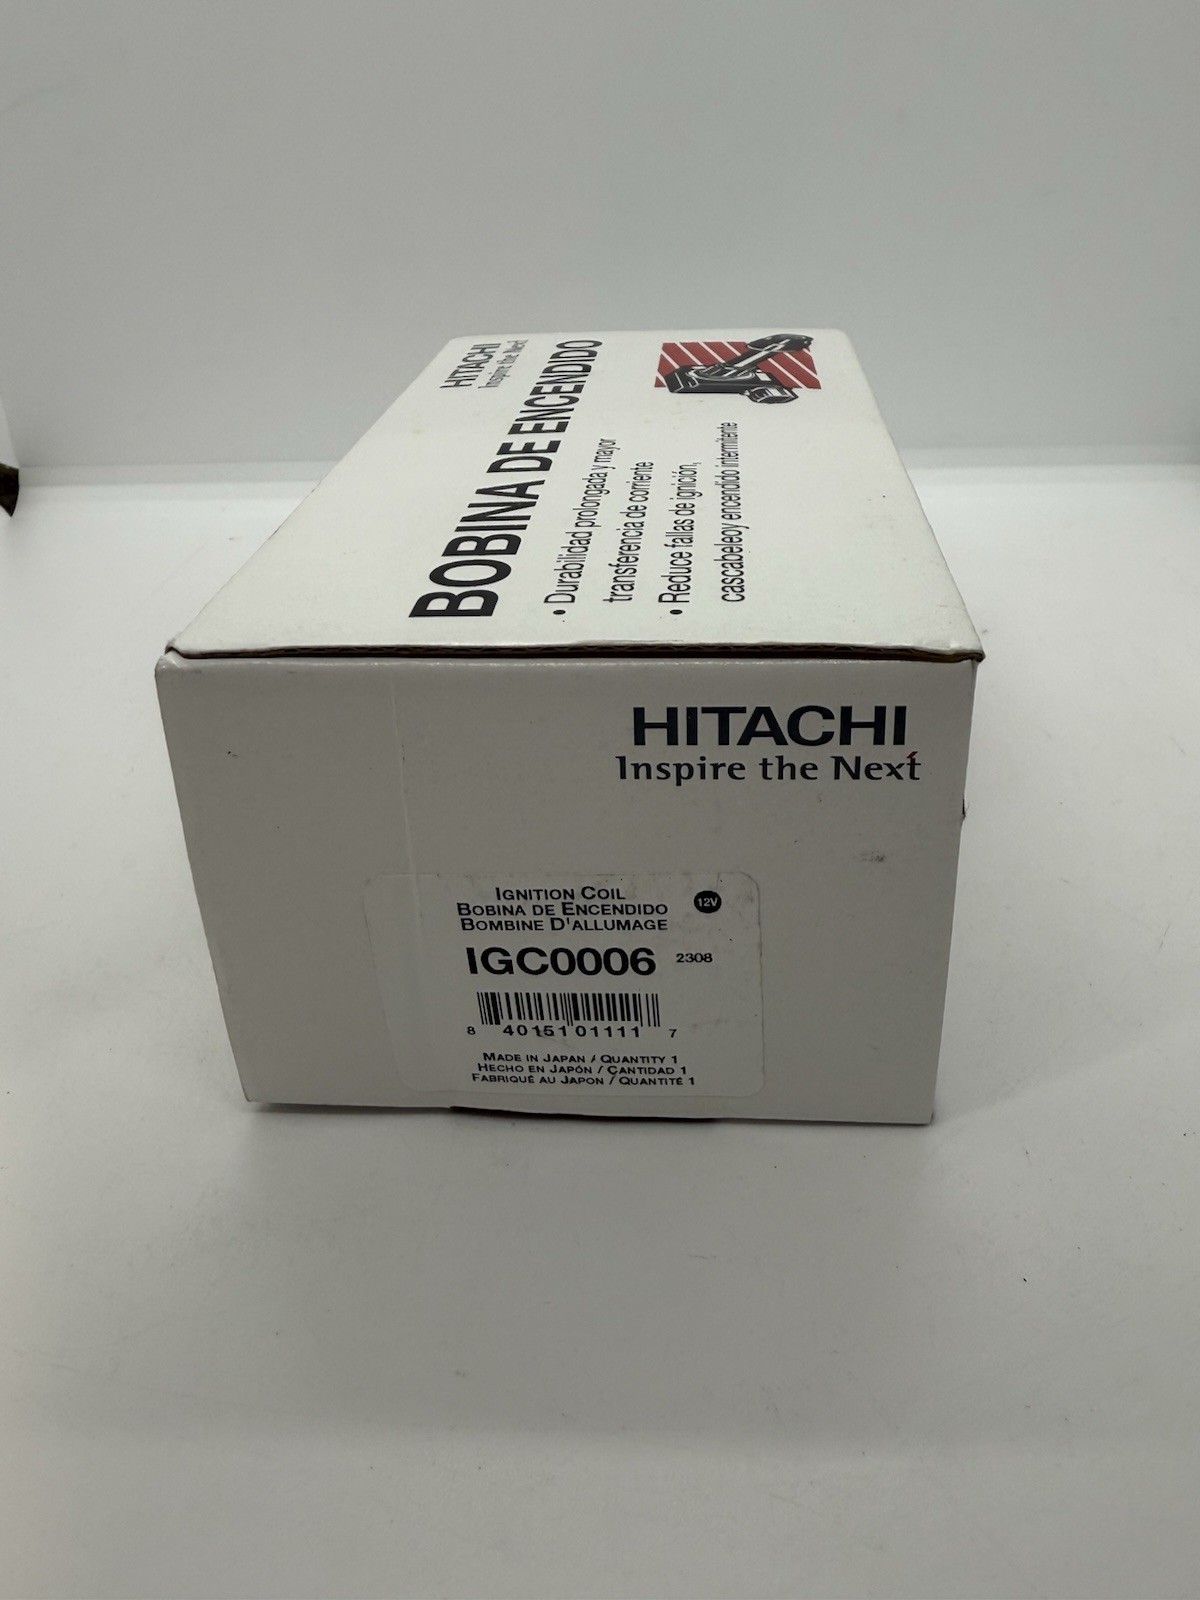 HITACHI
Inspire the Next
BOBINA DE ENCENDIDO
• Durabilidad prolongada y mayor
transferencia de corriente
• Reduce fallas de ignición,
cascabeleoy encendido intermitente
HITACHI
Inspire the Next
IGNITION COIL
BOBINA DE ENCENDIDO
BOMBINE D'ALLUMAGE
12V
IGC0006 2308
8 40151 01111 7
MADE IN JAPAN / QUANTITY 1
HECHO EN JAPÓN / CANTIDAD 1
FABRIQUÉ AU JAPON / QUANTITÉ 1